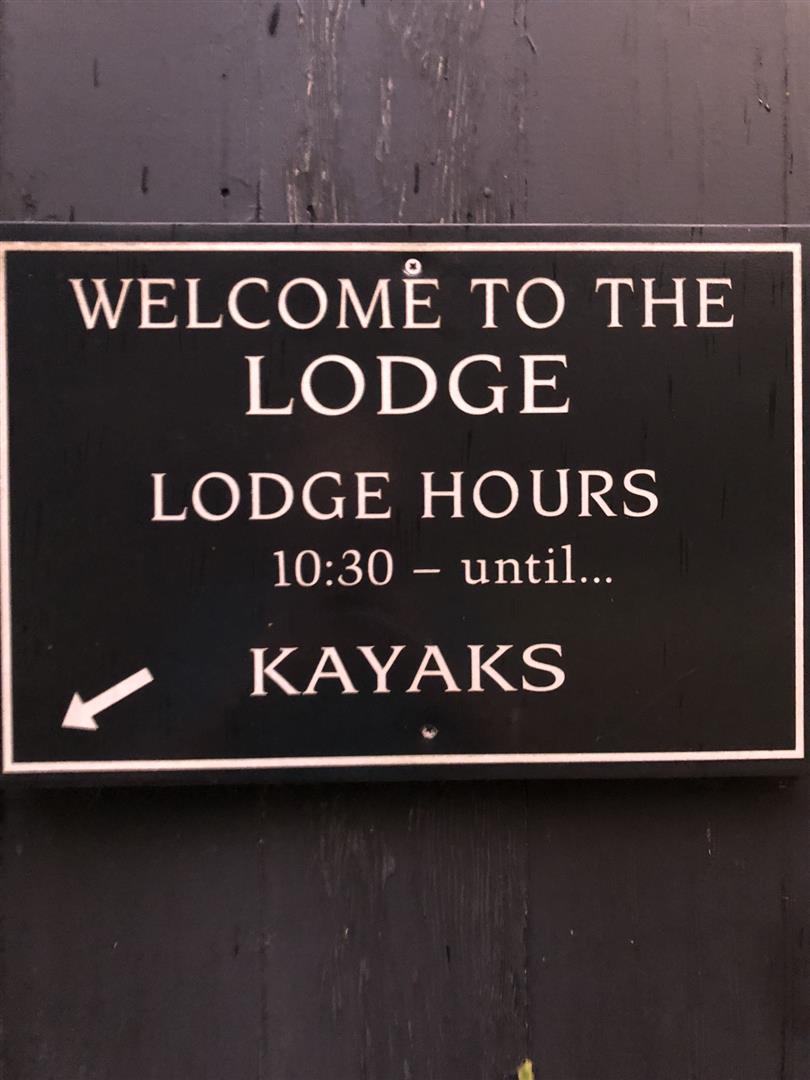 WELCOME TO THE
LODGE
LODGE HOURS
10:30 – until...
KAYAKS